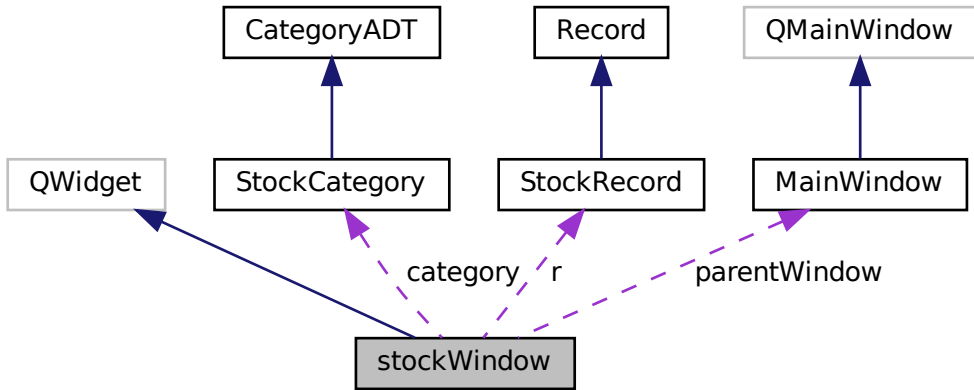 CategoryADT
Record
QMainWindow
QWidget
StockCategory
StockRecord
MainWindow
category
r
parentWindow
stockWindow